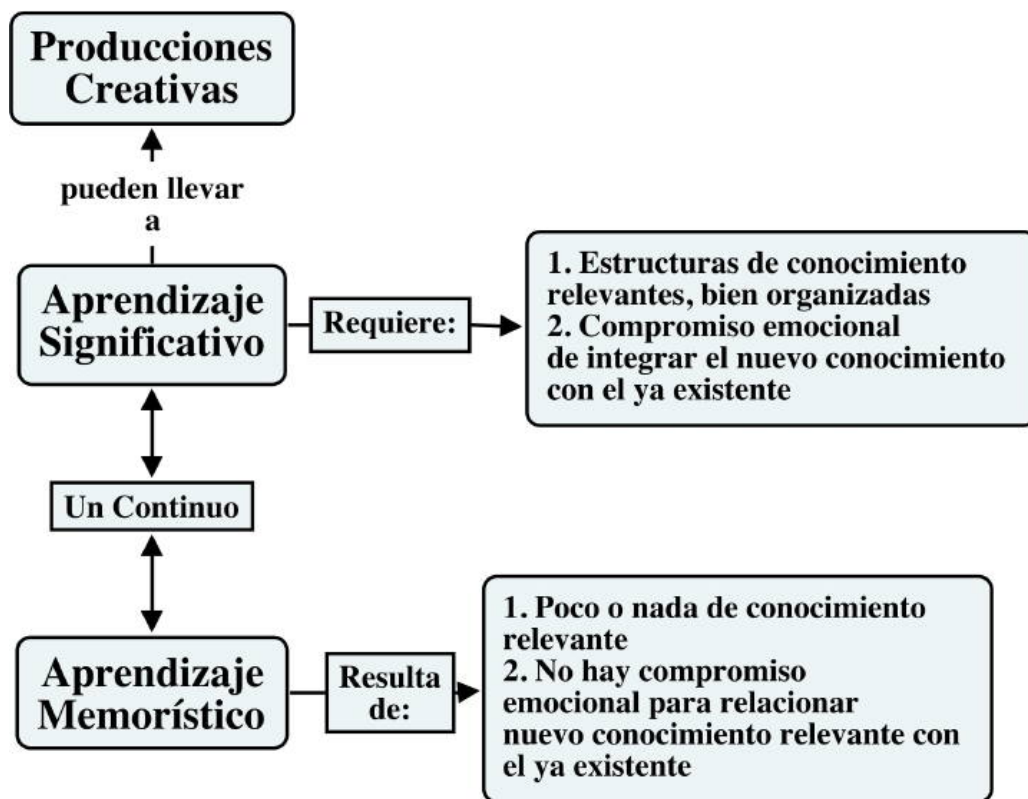 Producciones
Creativas
pueden llevar
a
Aprendizaje
Significativo
Requiere:
1. Estructuras de conocimiento
relevantes, bien organizadas
2. Compromiso emocional
de integrar el nuevo conocimiento
con el ya existente
Un Continuo
Aprendizaje
Memorístico
Resulta
de:
1. Poco o nada de conocimiento
relevante
2. No hay compromiso
emocional para relacionar
nuevo conocimiento relevante con
el ya existente